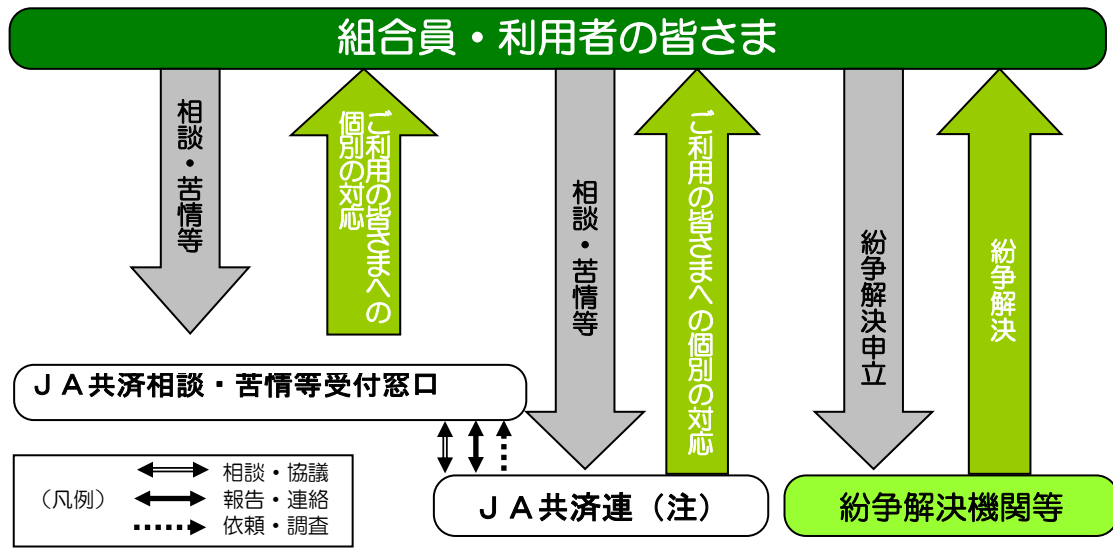 組合員・利用者の皆さま
相談・苦情等
ご利用の皆さまへの
個別の対応
相談・苦情等
ご利用の皆さまへの個別の対応
紛争解決申立
紛争解決
ＪＡ共済相談・苦情等受付窓口
（凡例）
相談・協議
報告・連絡
依頼・調査
ＪＡ共済連（注）
紛争解決機関等